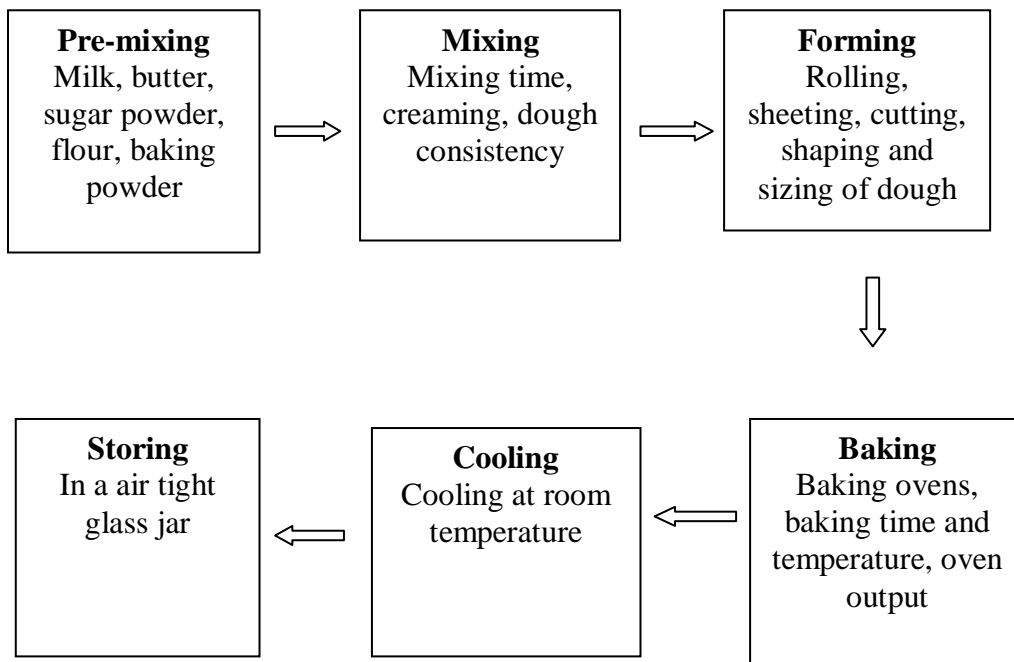 Pre-mixing
Milk, butter,
sugar powder,
flour, baking
powder
Mixing
Mixing time,
creaming, dough
consistency
Forming
Rolling,
sheeting, cutting,
shaping and
sizing of dough
Baking
Baking ovens,
baking time and
temperature, oven
output
Cooling
Cooling at room
temperature
Storing
In a air tight
glass jar